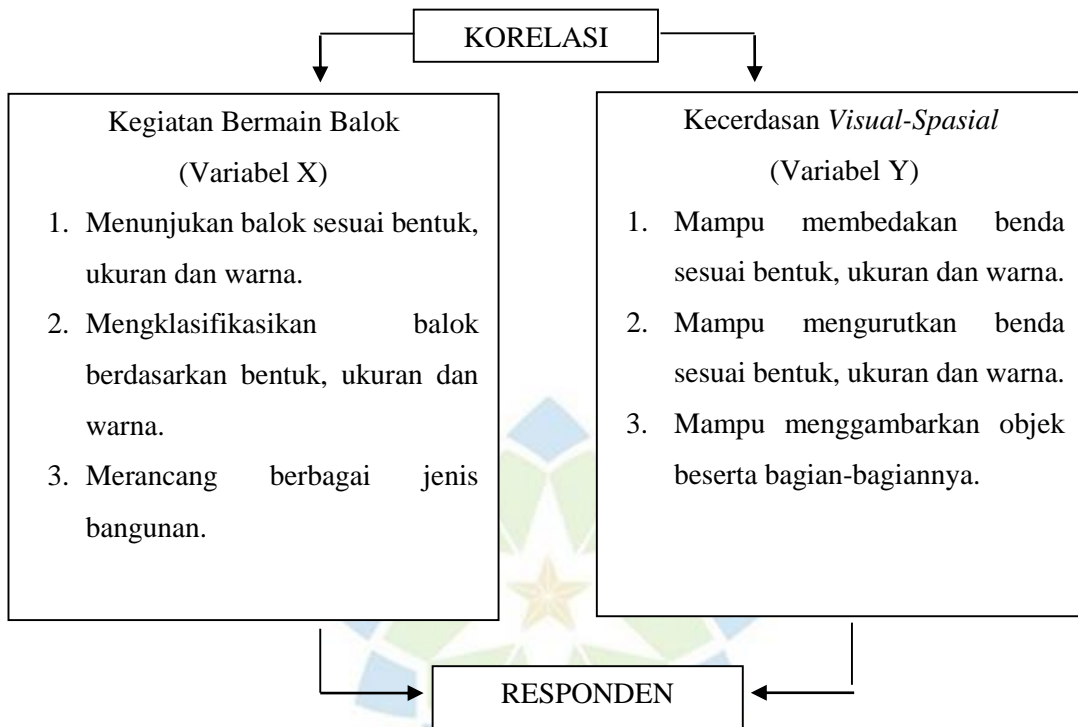 KORELASI
Kegiatan Bermain Balok
(Variabel X)
1. Menunjukan balok sesuai bentuk,
ukuran dan warna.
2. Mengklasifikasikan balok
berdasarkan bentuk, ukuran dan
warna.
3. Merancang berbagai jenis
bangunan.
Kecerdasan Visual-Spasial
(Variabel Y)
1. Mampu membedakan benda
sesuai bentuk, ukuran dan warna.
2. Mampu mengurutkan benda
sesuai bentuk, ukuran dan warna.
3. Mampu menggambarkan objek
beserta bagian-bagiannya.
RESPONDEN